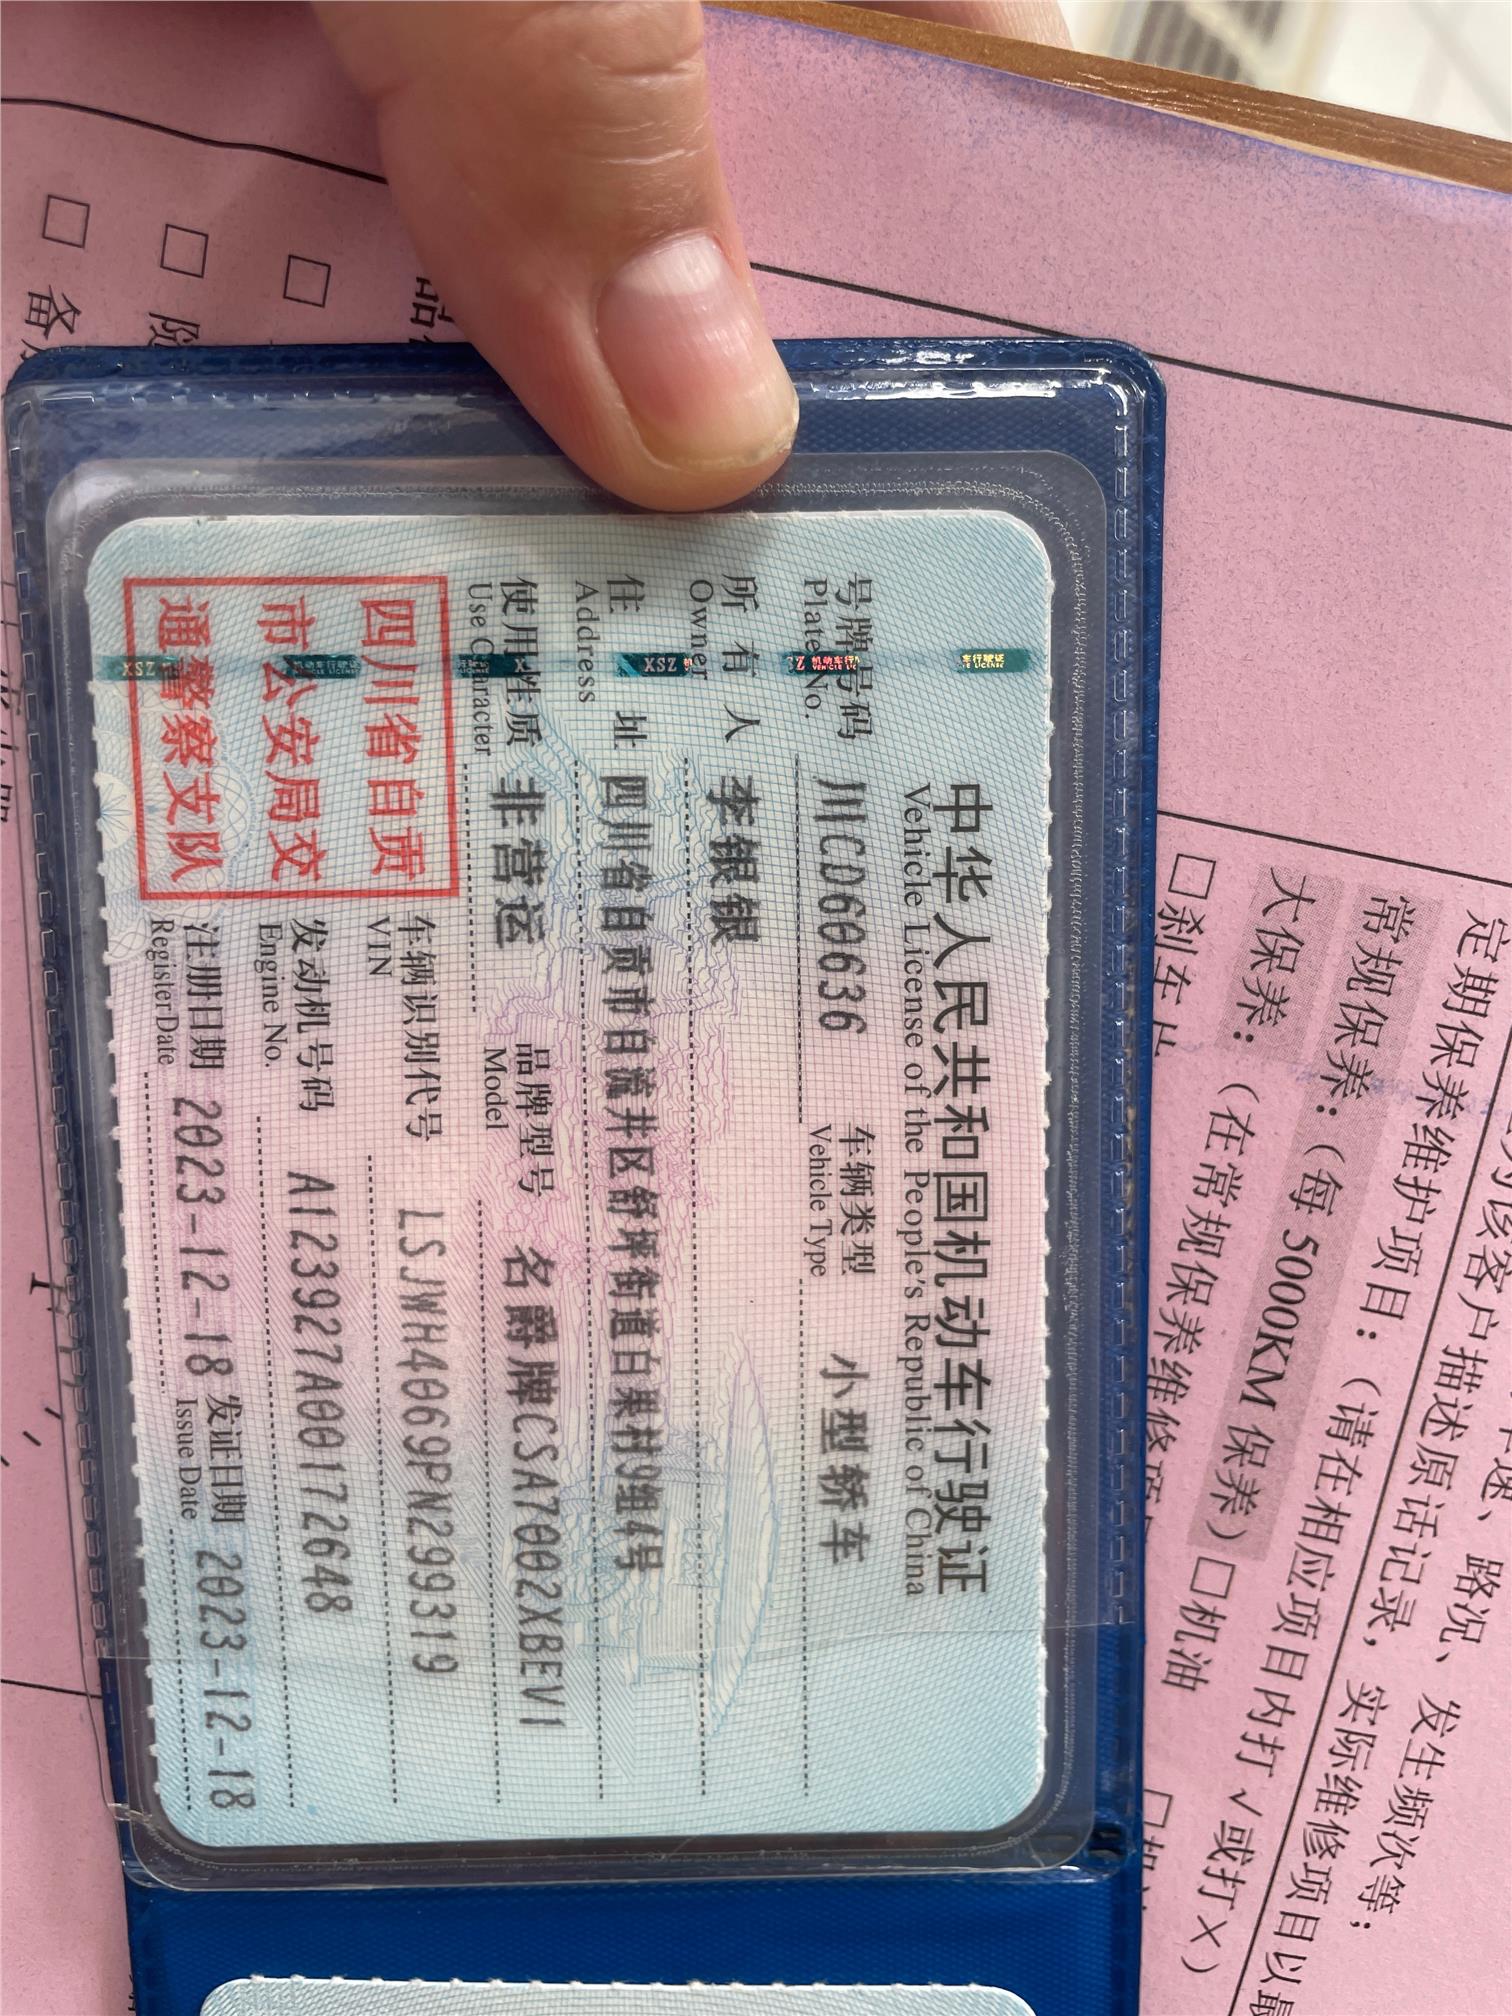 中华人民共和国机动车行驶证
Vehicle License of the People's Republic of China
号牌号码 川CD60636 车辆类型 小型轿车
Plate No. Vehicle Type
所有人 李银银
Owner
住址 四川省自贡市自流井区舒坪街道白果村9组4号
Address
使用性质 非营运 品牌型号 名爵牌CSA7002XBEV1
Use Character Model
四川省自贡
市公安局交
通警察支队
车辆识别代号 LSJWH4069PN299319
VIN
发动机号码 A123927A00172648
Engine No.
注册日期 2023-12-18 发证日期 2023-12-18
Register Date Issue Date
路况、发生频次等;
客户描述原话记录,实际维修项目以最
定期保养维护项目:(请在相应项目内打√或打×)
常规保养:(每 5000KM 保养)□机油
大保养:(在常规保养维修项
□刹车